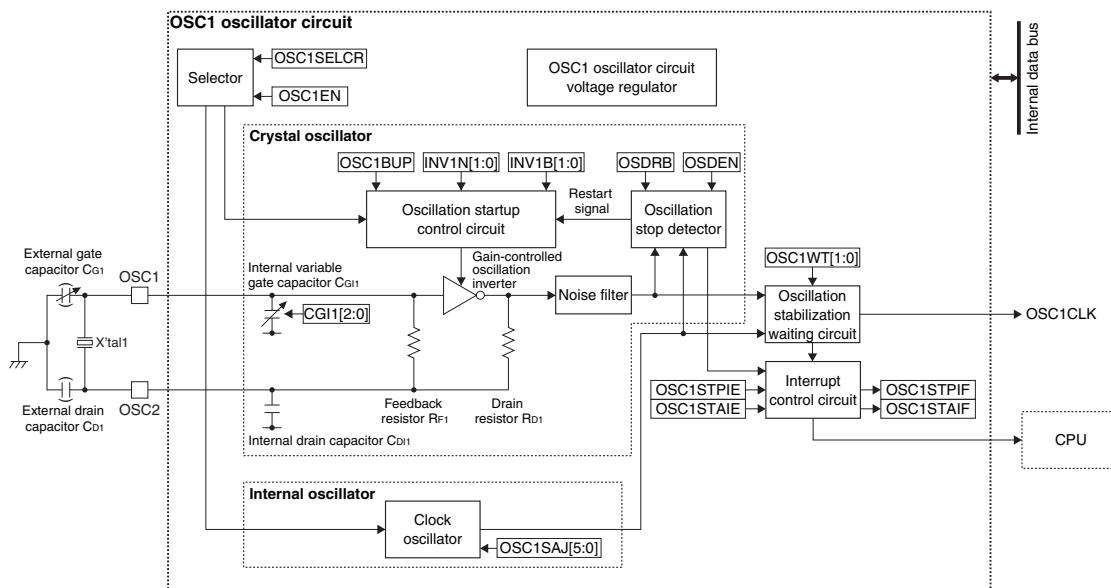 OSC1 oscillator circuit
Internal data bus
Selector
OSC1SELCR
OSC1EN
OSC1 oscillator circuit
voltage regulator
Crystal oscillator
OSC1BUP
INV1N[1:0]
INV1B[1:0]
OSDRB
OSDEN
Oscillation startup
control circuit
Restart
signal
Oscillation
stop detector
External gate
capacitor CG1
OSC1
Internal variable
gate capacitor CGI1
CGI1[2:0]
Gain-controlled
oscillation
inverter
Noise filter
OSC1WT[1:0]
Oscillation
stabilization
waiting circuit
OSC1CLK
X'tal1
External drain
capacitor CD1
OSC2
Internal drain capacitor CDI1
Feedback
resistor RF1
Drain
resistor RD1
OSC1STPIE
OSC1STAIE
Interrupt
control circuit
OSC1STPIF
OSC1STAIF
CPU
Internal oscillator
Clock
oscillator
OSC1SAJ[5:0]